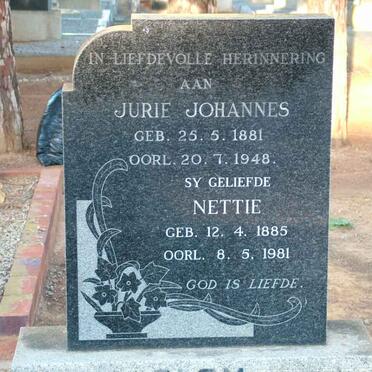 IN LIEFDEVOLLE HERINNERING
AAN
JURIE JOHANNES
GEB. 25. 5. 1881
OORL. 20. 7. 1948.
SY GELIEFDE
NETTIE
GEB. 12. 4. 1885
OORL. 8. 5. 1981
GOD IS LIEFDE.